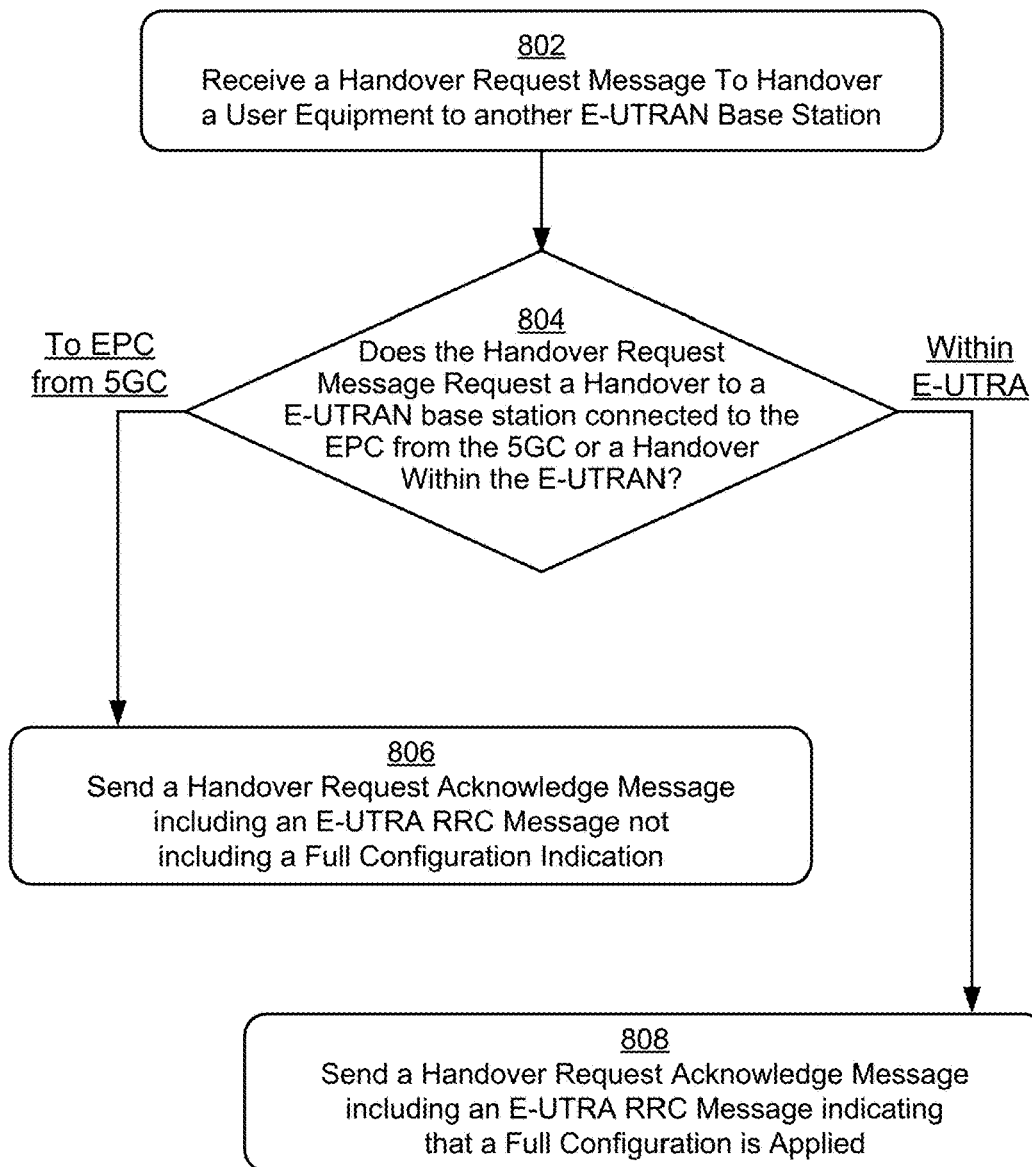 802
Receive a Handover Request Message To Handover
a User Equipment to another E-UTRAN Base Station
804
Does the Handover Request
Message Request a Handover to a
E-UTRAN base station connected to the
EPC from the 5GC or a Handover
Within the E-UTRAN?
To EPC
from 5GC
Within
E-UTRA
806
Send a Handover Request Acknowledge Message
including an E-UTRA RRC Message not
including a Full Configuration Indication
808
Send a Handover Request Acknowledge Message
including an E-UTRA RRC Message indicating
that a Full Configuration is Applied